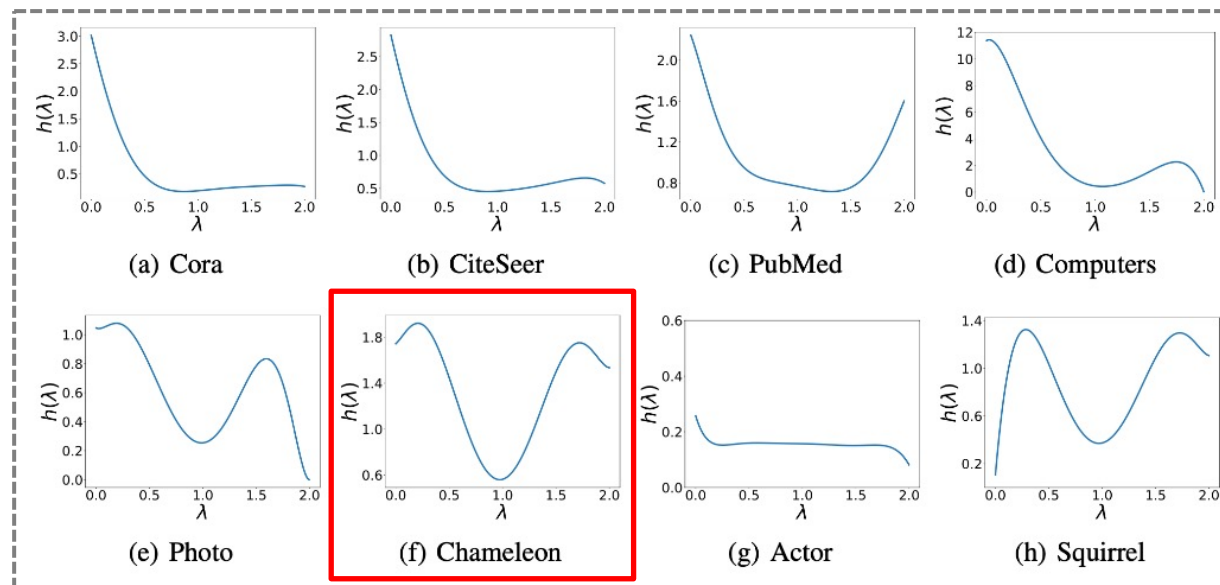 3.0
2.5
2.0
1.5
1.0
0.5
h(λ)
0.0 0.5 1.0 1.5 2.0
λ
(a) Cora
2.5
2.0
1.5
1.0
0.5
h(λ)
0.0 0.5 1.0 1.5 2.0
λ
(b) CiteSeer
2.0
1.6
1.2
0.8
h(λ)
0.0 0.5 1.0 1.5 2.0
λ
(c) PubMed
12
10
8
6
4
2
0
h(λ)
0.0 0.5 1.0 1.5 2.0
λ
(d) Computers
1.0
0.8
0.6
0.4
0.2
0.0
h(λ)
0.0 0.5 1.0 1.5 2.0
λ
(e) Photo
1.8
1.4
1.0
0.6
h(λ)
0.0 0.5 1.0 1.5 2.0
λ
(f) Chameleon
0.6
0.4
0.2
0.0
h(λ)
0.0 0.5 1.0 1.5 2.0
λ
(g) Actor
1.4
1.0
0.6
0.2
h(λ)
0.0 0.5 1.0 1.5 2.0
λ
(h) Squirrel